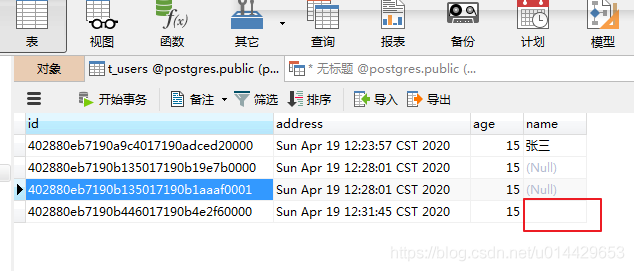 表 视图 函数 其它 查询 报表 备份 计划 模型
对象 t_users @postgres.public (p... * 无标题 @postgres.public (...
开始事务 备注 筛选 排序 导入 导出
id address age name
402880eb7190a9c4017190adced20000 Sun Apr 19 12:23:57 CST 2020 15 张三
402880eb7190b135017190b19e7b0000 Sun Apr 19 12:28:01 CST 2020 15 (Null)
402880eb7190b135017190b1aaaf0001 Sun Apr 19 12:28:01 CST 2020 15 (Null)
402880eb7190b446017190b4e2f60000 Sun Apr 19 12:31:45 CST 2020 15
https://blog.csdn.net/u014429653